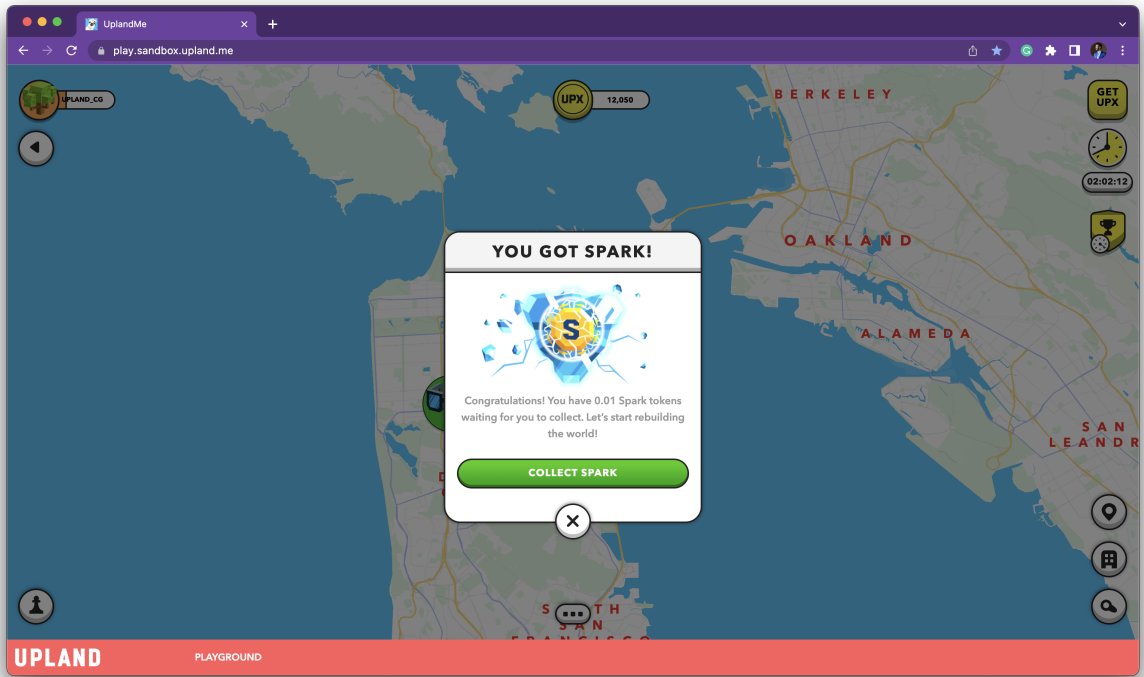 UplandMe
play.sandbox.upland.me
UPLAND_CG
UPX
12,050
BERKELEY
GET
UPX
02:02:12
OAKLAND
YOU GOT SPARK!
S
ALAMEDA
Congratulations! You have 0.01 Spark tokens
waiting for you to collect. Let's start rebuilding
the world!
SAN
LEANDR
COLLECT SPARK
SAN
FRANCISCO
UPLAND
PLAYGROUND